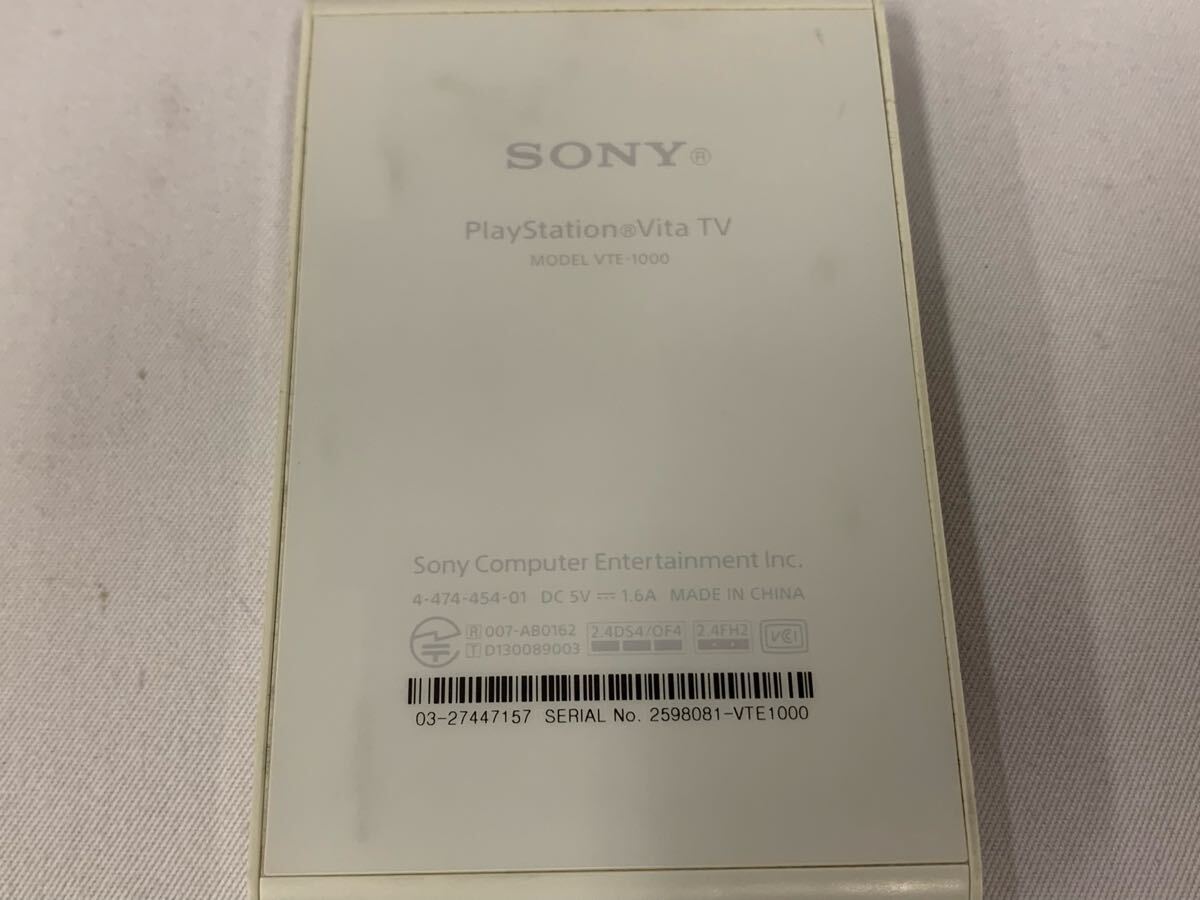 SONY®
PlayStation®Vita TV
MODEL VTE-1000
Sony Computer Entertainment Inc.
4-474-454-01 DC 5V ⎓ 1.6A MADE IN CHINA
R 007-AB0162 2.4DS4/OF4 2.4FH2 VCI
T D130089003
03-27447157 SERIAL No. 2598081-VTE1000